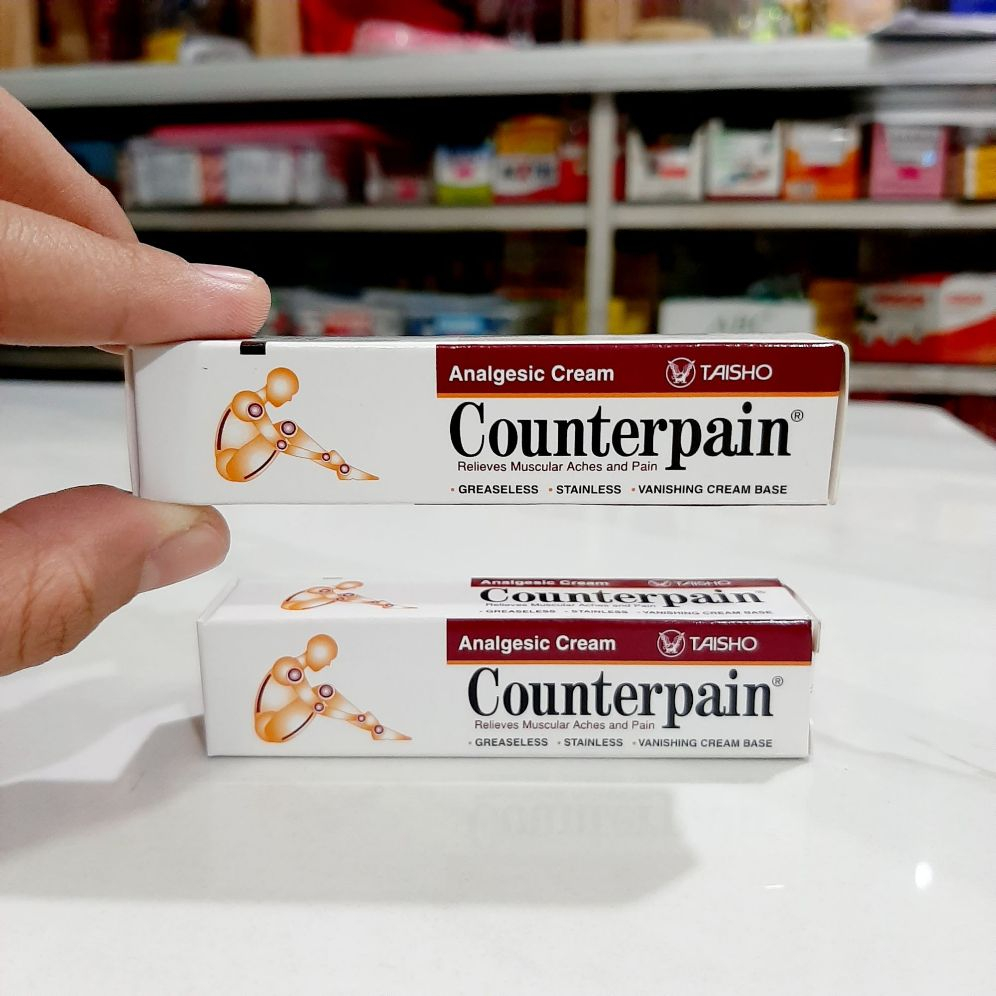 Analgesic Cream TAISHO
Counterpain®
Relieves Muscular Aches and Pain
• GREASELESS • STAINLESS • VANISHING CREAM BASE
Analgesic Cream TAISHO
Counterpain®
Relieves Muscular Aches and Pain
• GREASELESS • STAINLESS • VANISHING CREAM BASE
Analgesic Cream TAISHO
Counterpain®
Relieves Muscular Aches and Pain
• GREASELESS • STAINLESS • VANISHING CREAM BASE